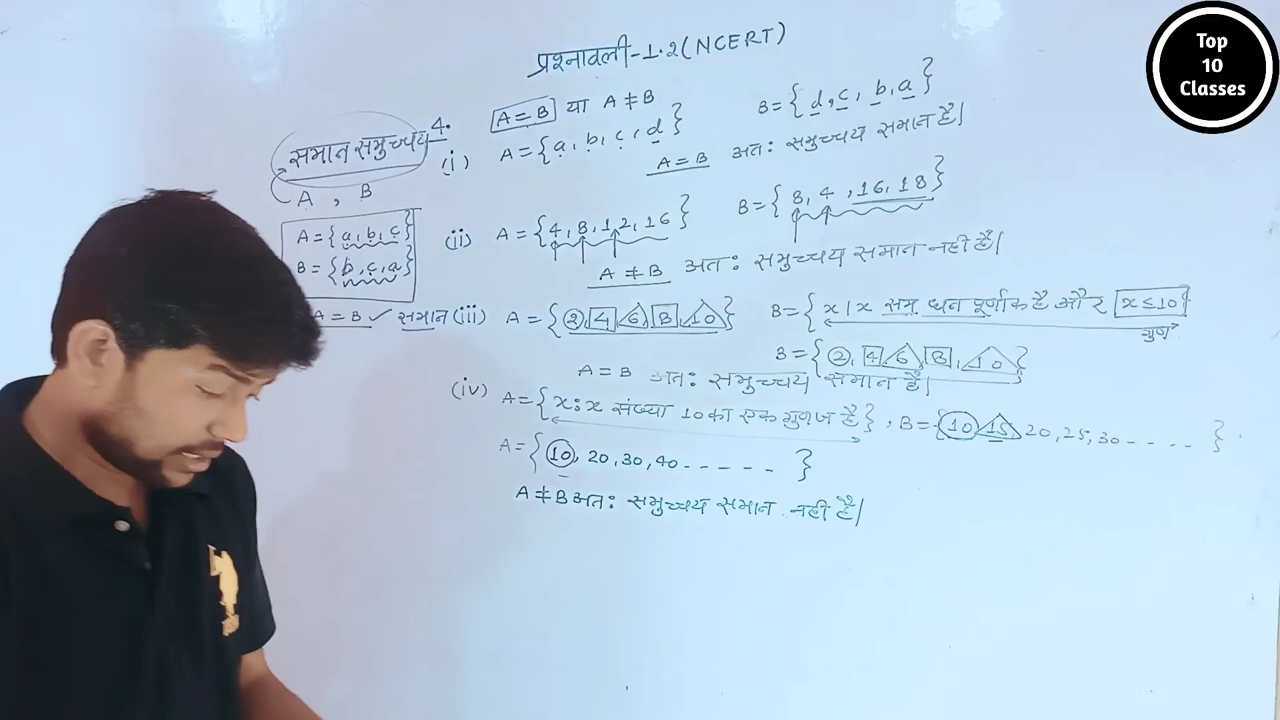 Top
10
Classes
प्रश्नावली-1.2(NCERT)
समान समुच्चय
A , B
A={a,b,c}
B={b,c,a}
A=B ✓ समान
4. A=B या A≠B
(i) A={a,b,c,d} B={d,c,b,a}
A=B अतः समुच्चय समान है।
(ii) A={4,8,12,16} B={8,4,16,18}
A≠B अतः समुच्चय समान नही है।
(iii) A={2,4,6,8,10} B={x|x सम धन पूर्णांक है और x≤10}
B={2,4,6,8,10}
A=B अतः समुच्चय समान है।
(iv) A={x:x संख्या 10 का एक गुणज है}, B={10,15,20,25,30-----}
A={10,20,30,40------}
A≠B अतः समुच्चय समान नही है।